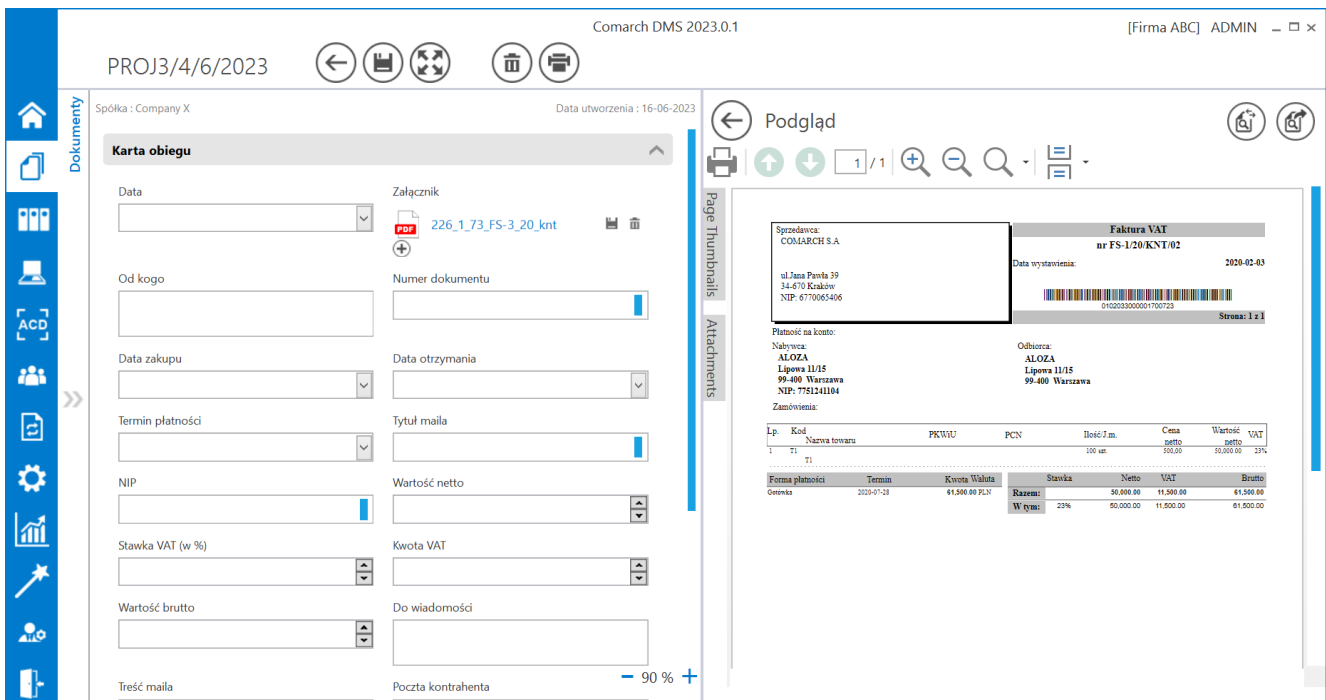 Comarch DMS 2023.0.1
[Firma ABC] ADMIN
PROJ3/4/6/2023
Dokumenty
ACD
Spółka : Company X
Data utworzenia : 16-06-2023
Karta obiegu
Data
Załącznik
PDF
226_1_73_FS-3_20_knt
Od kogo
Numer dokumentu
Data zakupu
Data otrzymania
Termin płatności
Tytuł maila
NIP
Wartość netto
Stawka VAT (w %)
Kwota VAT
Wartość brutto
Do wiadomości
Treść maila
Poczta kontrahenta
90 %
Podgląd
1 / 1
Page Thumbnails
Attachments
Sprzedawca:
COMARCH S.A
ul.Jana Pawła 39
34-670 Kraków
NIP: 6770065406
Faktura VAT
nr FS-1/20/KNT/02
Data wystawienia: 2020-02-03
0102033000001700723
Strona: 1 z 1
Płatność na konto:
Nabywca:
ALOZA
Lipowa 11/15
99-400 Warszawa
NIP: 7751241104
Odbiorca:
ALOZA
Lipowa 11/15
99-400 Warszawa
Zamówienia:
Lp. Kod Nazwa towaru PKWiU PCN Ilość/J.m. Cena netto Wartość netto VAT
1 T1 100 szt. 500,00 50,000.00 23%
T1
Forma płatności Termin Kwota Waluta
Gotówka 2020-07-28 61,500.00 PLN
Stawka Netto VAT Brutto
Razem: 50,000.00 11,500.00 61,500.00
W tym: 23% 50,000.00 11,500.00 61,500.00